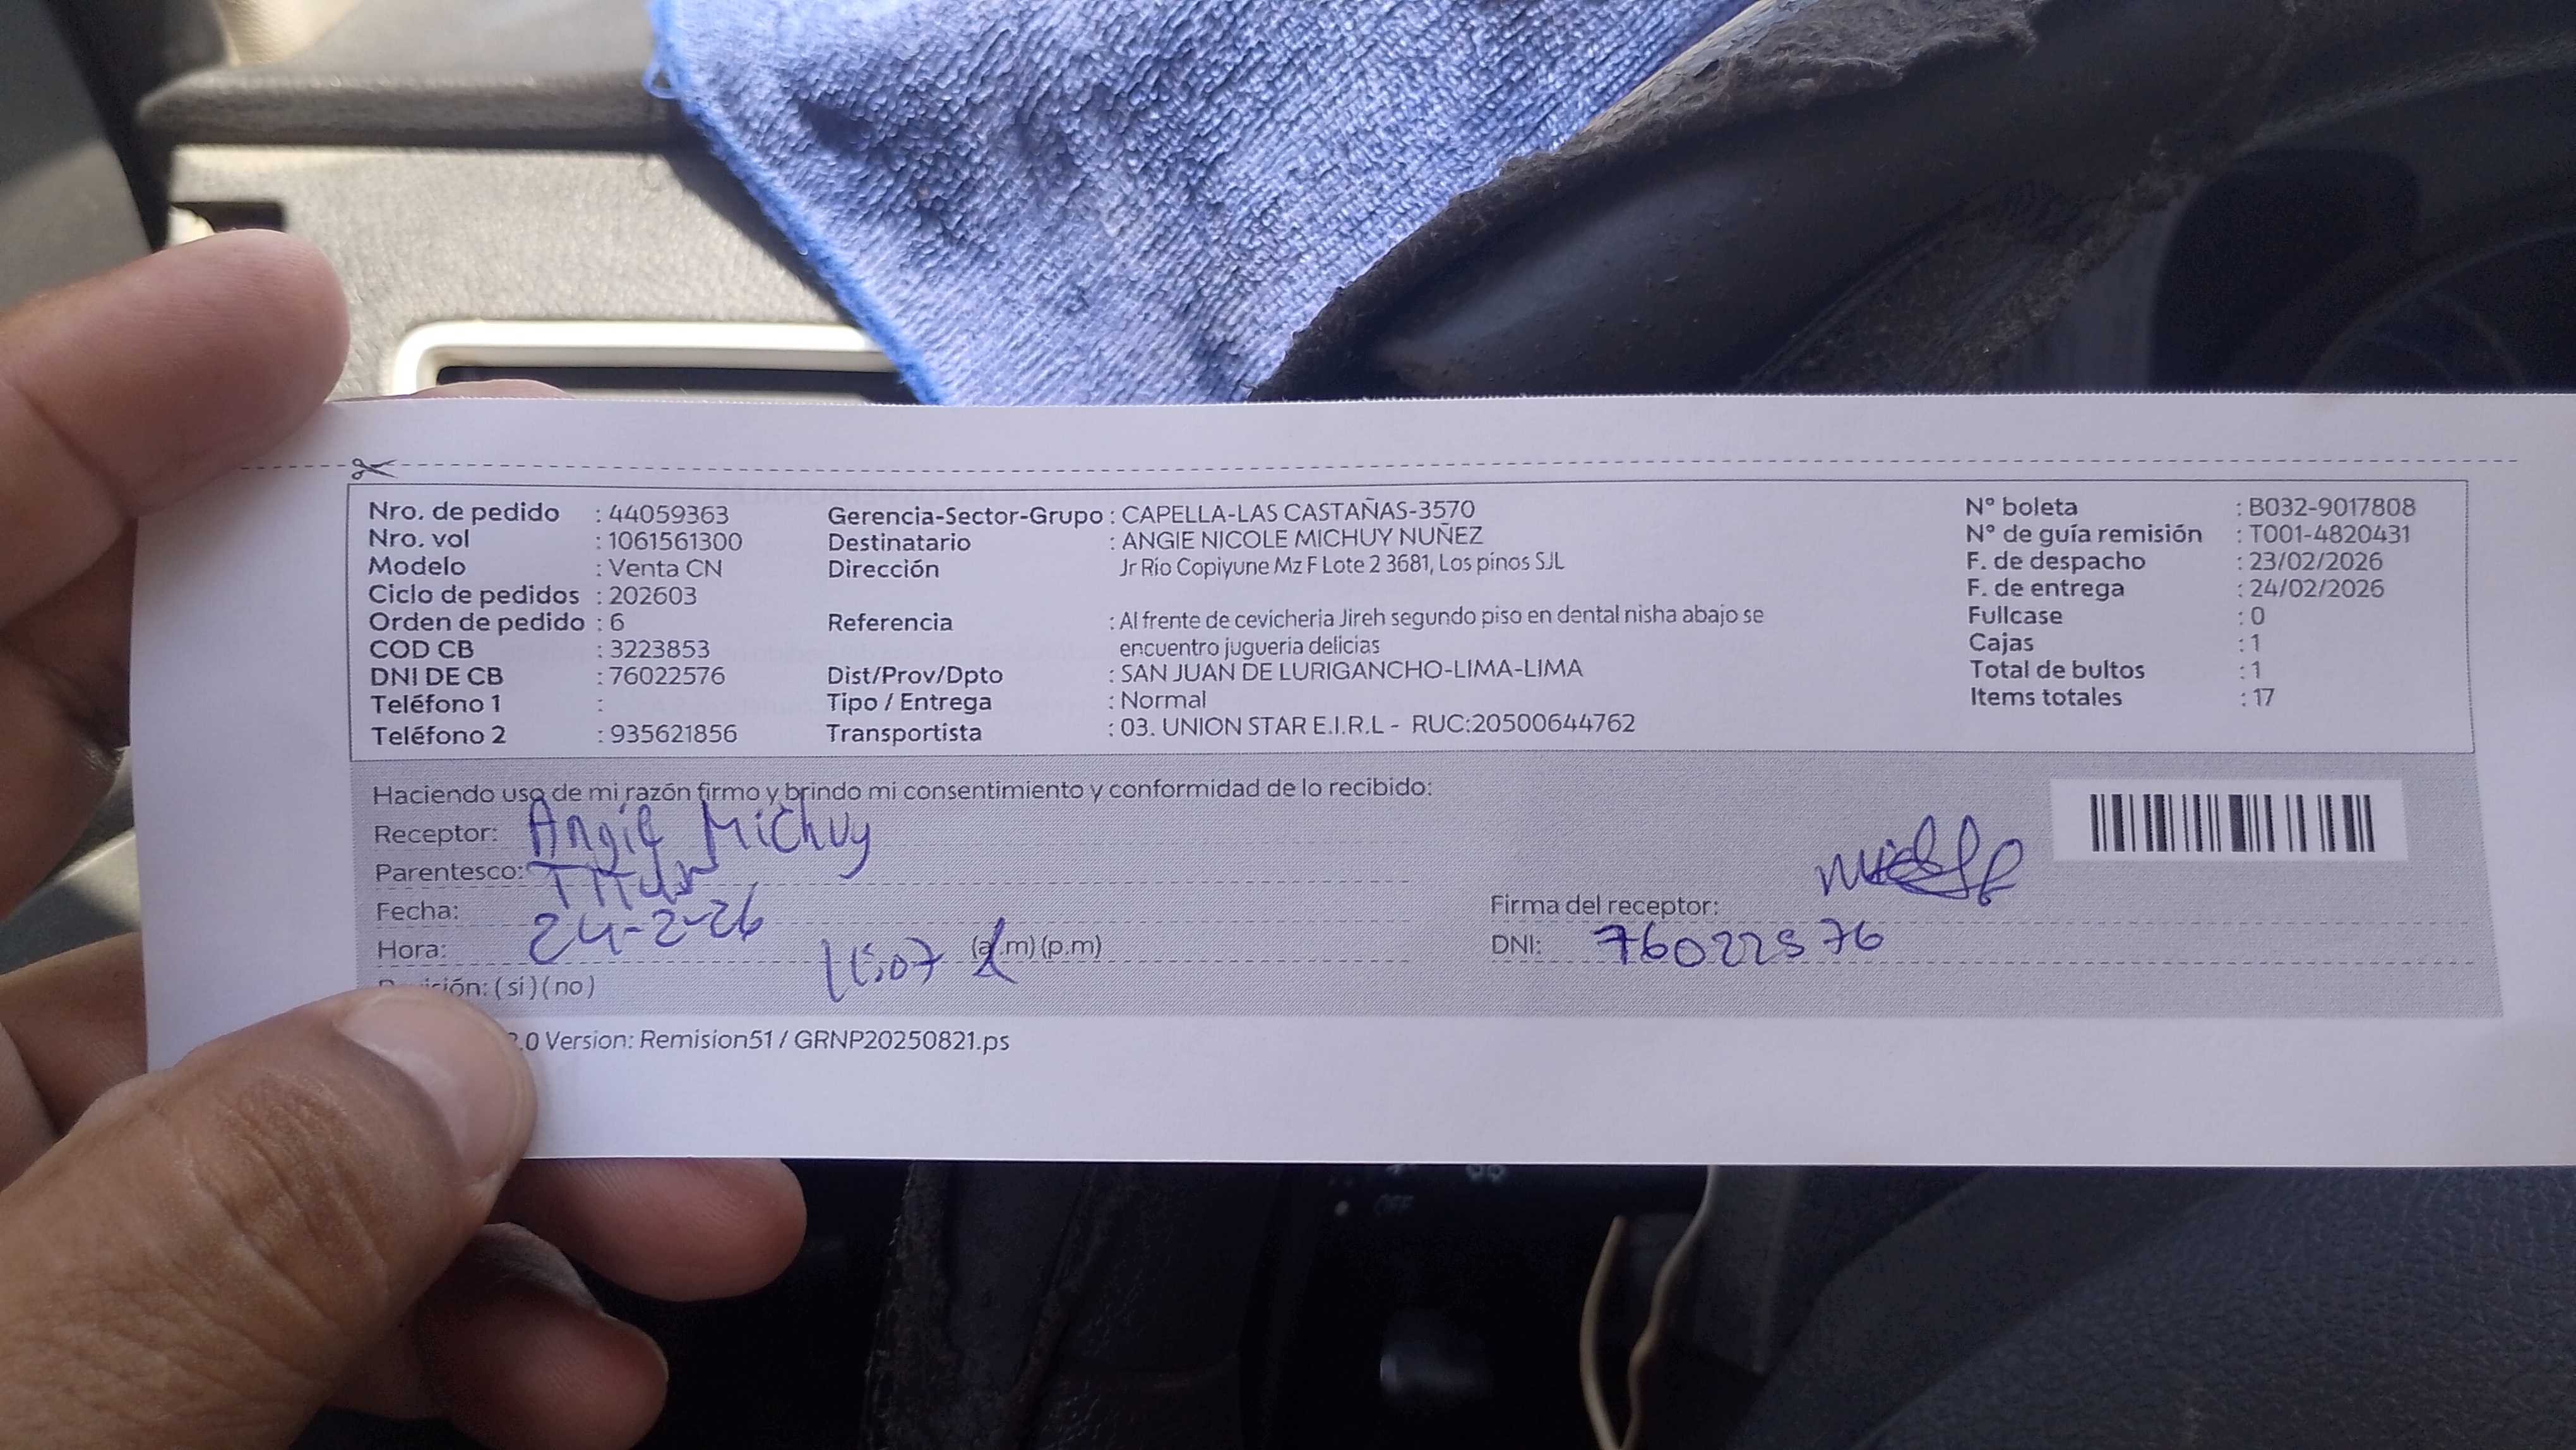 Nro. de pedido : 44059363
Nro. vol : 1061561300
Modelo : Venta CN
Ciclo de pedidos : 202603
Orden de pedido : 6
COD CB : 3223853
DNI DE CB : 76022576
Teléfono 1 :
Teléfono 2 : 935621856
Gerencia-Sector-Grupo : CAPELLA-LAS CASTAÑAS-3570
Destinatario : ANGIE NICOLE MICHUY NUÑEZ
Dirección Jr Rio Copiyune Mz F Lote 2 3681, Los pinos SJL
Referencia : Al frente de cevicheria Jireh segundo piso en dental nisha abajo se
encuentro jugueria delicias
Dist/Prov/Dpto : SAN JUAN DE LURIGANCHO-LIMA-LIMA
Tipo / Entrega : Normal
Transportista : 03. UNION STAR E.I.R.L - RUC:20500644762
N° boleta : B032-9017808
N° de guía remisión : T001-4820431
F. de despacho : 23/02/2026
F. de entrega : 24/02/2026
Fullcase : 0
Cajas : 1
Total de bultos : 1
Items totales : 17
Haciendo uso de mi razón firmo y brindo mi consentimiento y conformidad de lo recibido:
Receptor: Angie Michuy
Parentesco:
Fecha: 24-2-26
Hora: (a.m) (p.m)
(si) (no)
Firma del receptor:
DNI: 76022576
.0 Version: Remision51 / GRNP20250821.ps
OFF